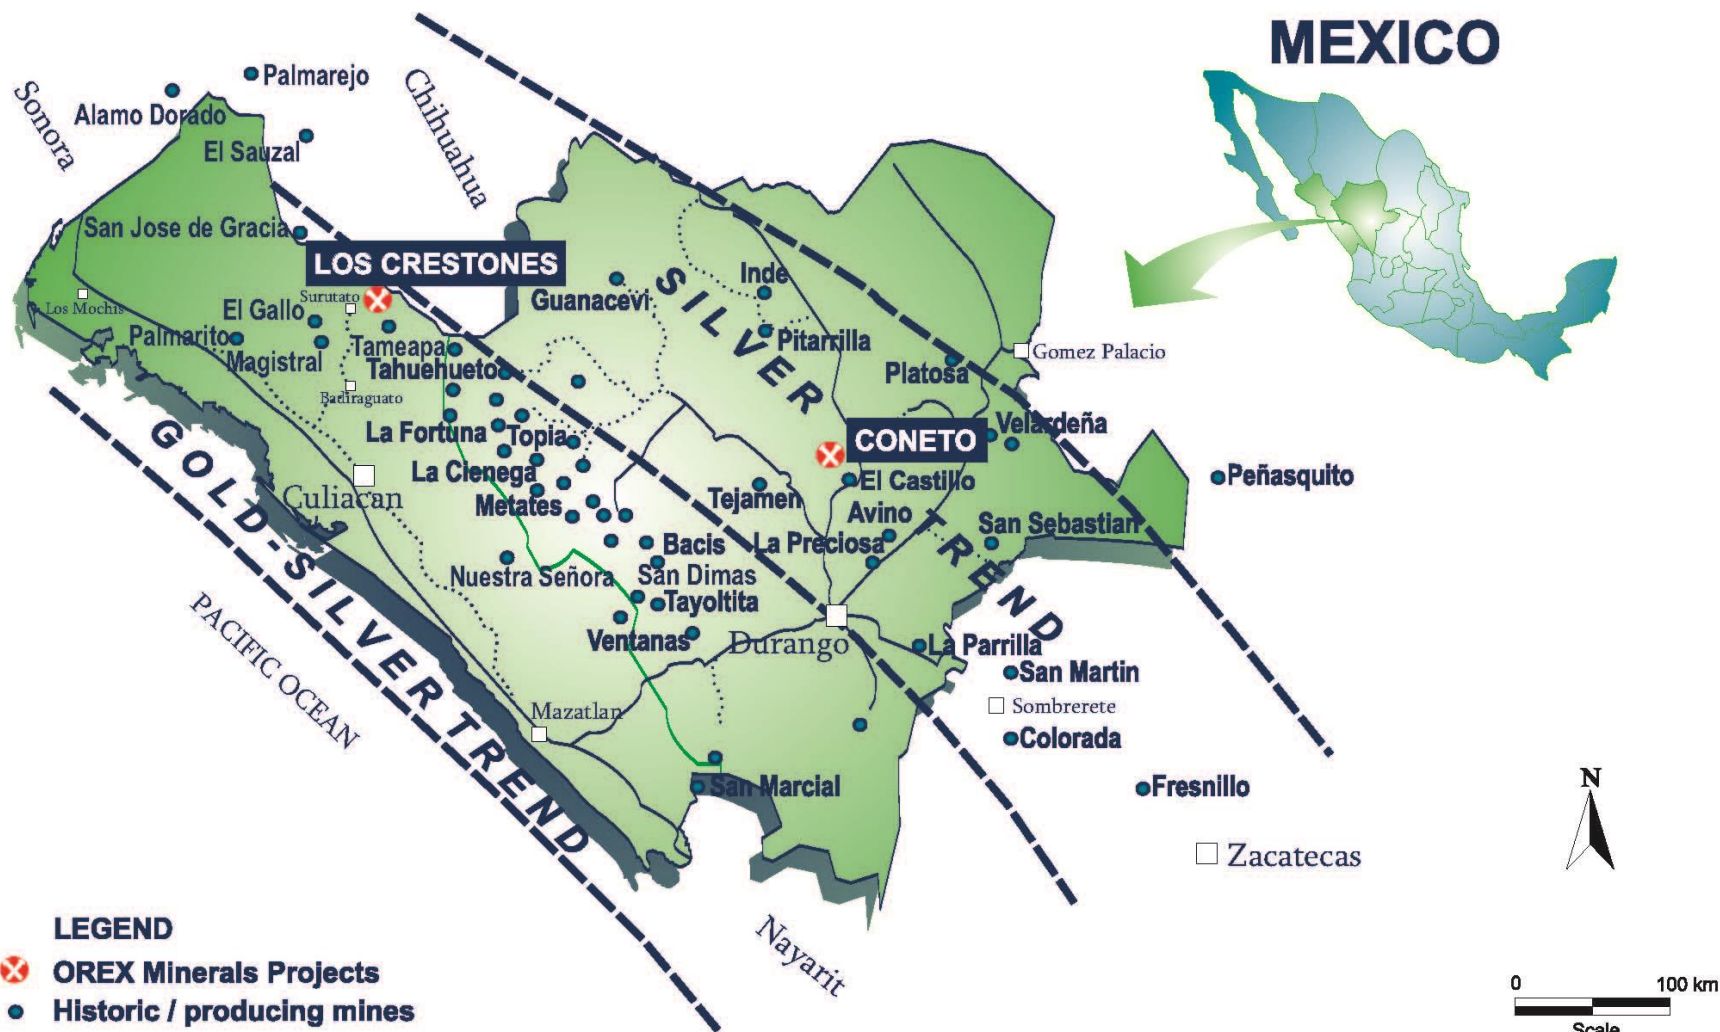 MEXICO
Palmarejo
Sonora
Alamo Dorado
Chihuahua
El Sauzal
San Jose de Gracia
LOS CRESTONES
Inde
SILVER TREND
Guanacevi
Surutato
Los Mochis
El Gallo
Palmarito
Pitarrilla
Tameapa
Gomez Palacio
Magistral
Tahuehueto
Platosa
Badiraguato
Velardeña
La Fortuna
Topia
CONETO
La Cienega
El Castillo
Peñasquito
Culiacan
Tejamen
Metates
Avino
San Sebastian
GOLD-SILVER TREND
Bacis
La Preciosa
Nuestra Señora
San Dimas
Tayoltita
PACIFIC OCEAN
Ventanas
Durango
La Parrilla
San Martin
Mazatlan
Sombrerete
Colorada
San Marcial
Fresnillo
N
Zacatecas
Nayarit
LEGEND
OREX Minerals Projects
Historic / producing mines
0 100 km
Scale